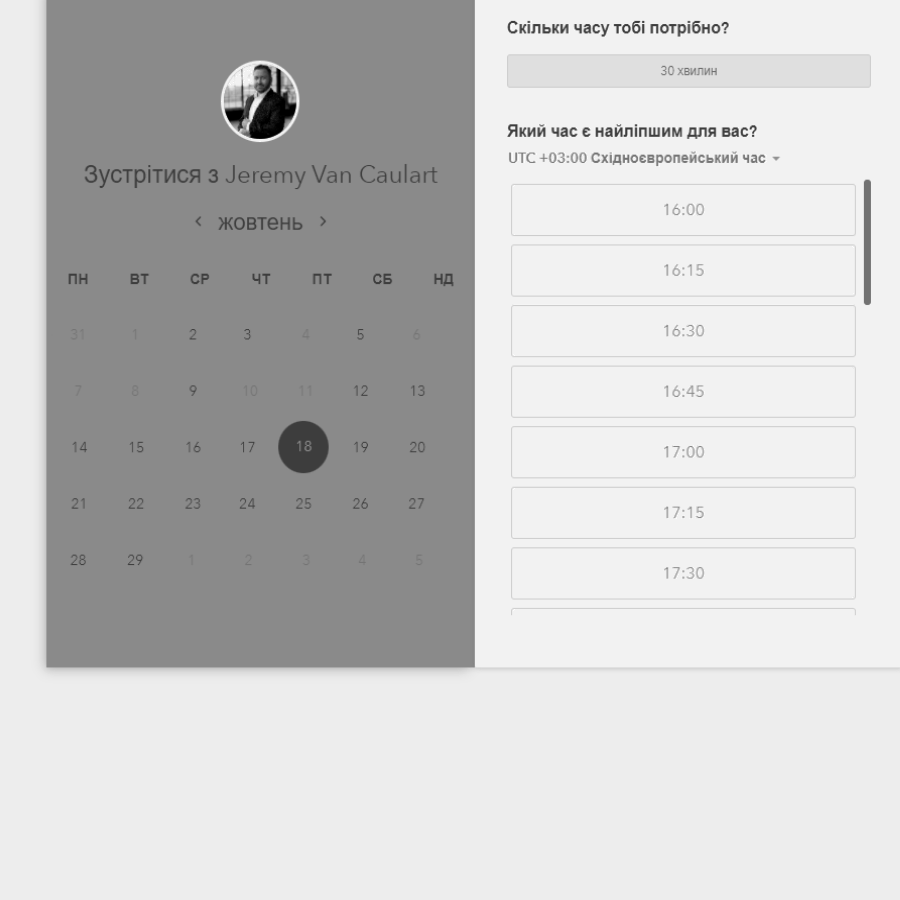 Зустрітися з Jeremy Van Caulart
жовтень
ПН ВТ СР ЧТ ПТ СБ НД
31 1 2 3 4 5 6
7 8 9 10 11 12 13
14 15 16 17 18 19 20
21 22 23 24 25 26 27
28 29 1 2 3 4 5
Скільки часу тобі потрібно?
30 хвилин
Який час є найліпшим для вас?
UTC +03:00 Східноєвропейський час
16:00
16:15
16:30
16:45
17:00
17:15
17:30